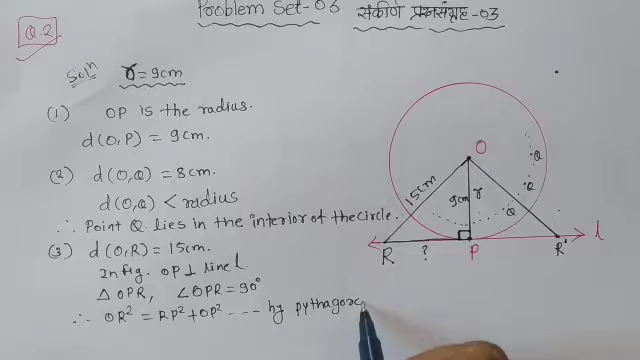 Problem Set-03 संकीर्ण प्रश्नसंग्रह-03
Q.2
Solⁿ r = 9cm
(1) OP is the radius.
d(O,P) = 9cm.
(2) d(O,Q) = 8cm.
d(O,Q) < radius
∴ Point Q lies in the interior of the circle.
(3) d(O,R) = 15cm.
In fig. OP ⊥ line l
△ OPR, ∠OPR = 90°
∴ OR² = RP² + OP² ---- by pythagora
O
15cm
9cm r
Q
Q
Q
R ? P R' l